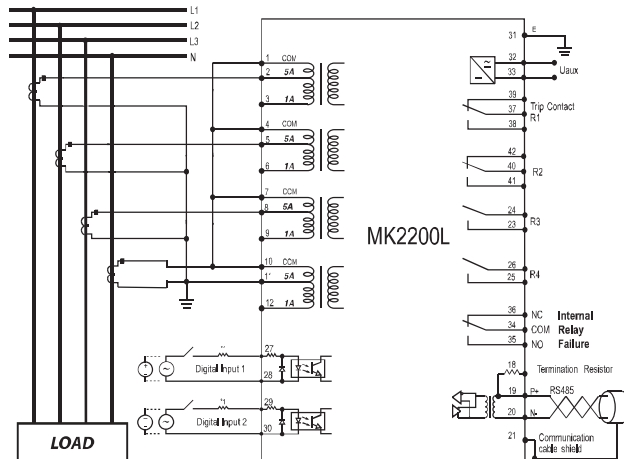 L1
L2
L3
N
1 COM
2 5A
3 1A
4 COM
5 5A
6 1A
7 COM
8 5A
9 1A
10 COM
11 5A
12 1A
MK2200L
31 E
32
33
Uaux
39
37 Trip Contact
R1
38
42
40 R2
41
24
R3
23
26
R4
25
36 NC Internal
34 COM Relay
35 NO Failure
18 Termination Resistor
19 P+ RS485
20 N-
21 Communication
cable shield
27
Digital Input 1
28
29
Digital Input 2
30
LOAD